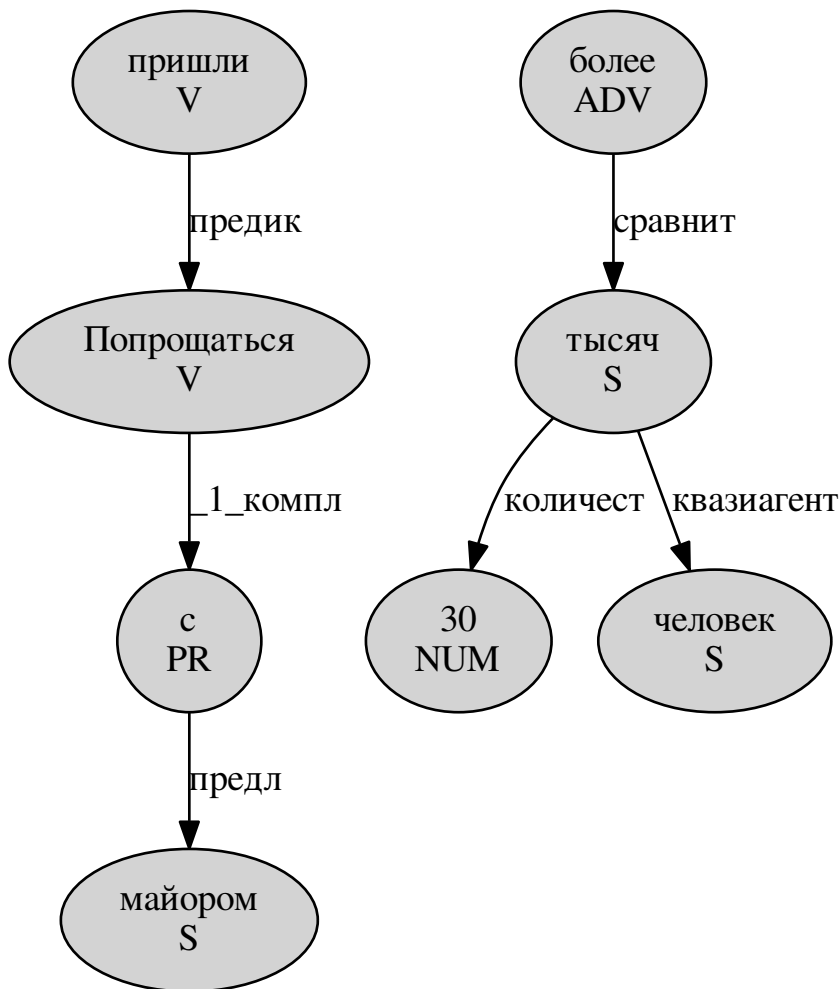 пришли
V
более
ADV
предик
сравнит
Попрощаться
V
тысяч
S
_1_компл
количест
квазиагент
с
PR
30
NUM
человек
S
предл
майором
S